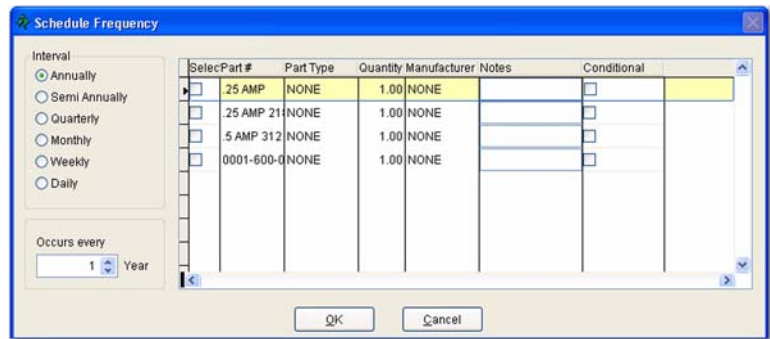 Schedule Frequency
Interval
Annually
Semi Annually
Quarterly
Monthly
Weekly
Daily
Occurs every
1 Year
Selec Part # Part Type Quantity Manufacturer Notes Conditional
.25 AMP NONE 1.00 NONE
.25 AMP 21 NONE 1.00 NONE
.5 AMP 312 NONE 1.00 NONE
0001-600-0 NONE 1.00 NONE
OK Cancel